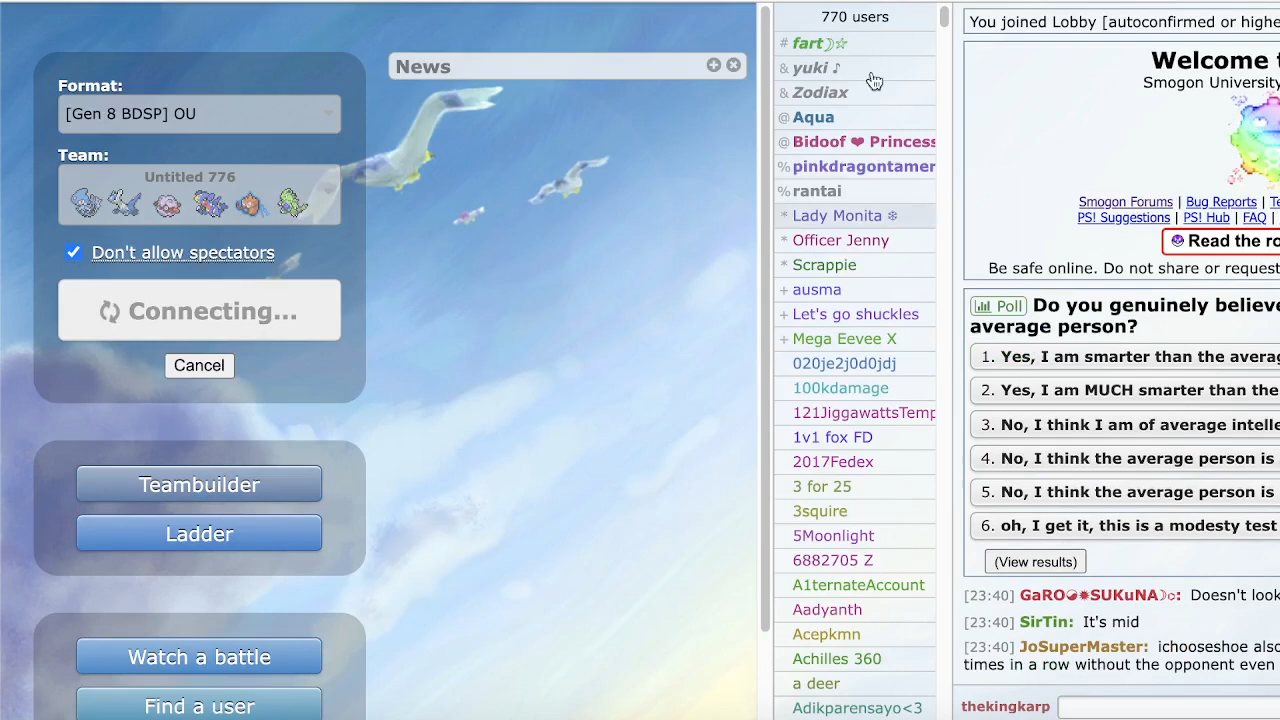 Format:
[Gen 8 BDSP] OU
Team:
Untitled 776
Don't allow spectators
Connecting...
Cancel
Teambuilder
Ladder
Watch a battle
Find a user
News
770 users
# fart☽☆
& yuki ♪
& Zodiax
@ Aqua
@ Bidoof ❤ Princess
% pinkdragontamer
% rantai
* Lady Monita ❄
* Officer Jenny
* Scrappie
+ ausma
+ Let's go shuckles
+ Mega Eevee X
020je2j0d0jdj
100kdamage
121JiggawattsTemp
1v1 fox FD
2017Fedex
3 for 25
3squire
5Moonlight
6882705 Z
A1ternateAccount
Aadyanth
Acepkmn
Achilles 360
a deer
Adikparensayo<3
You joined Lobby [autoconfirmed or highe
Welcome t
Smogon University
Smogon Forums | Bug Reports | Te
PS! Suggestions | PS! Hub | FAQ |
Read the ro
Be safe online. Do not share or request
Poll Do you genuinely believe
average person?
1. Yes, I am smarter than the averag
2. Yes, I am MUCH smarter than the
3. No, I think I am of average intelle
4. No, I think the average person is
5. No, I think the average person is
6. oh, I get it, this is a modesty test
(View results)
[23:40] GaRO☯✹SUKuNA☽: Doesn't look
[23:40] SirTin: It's mid
[23:40] JoSuperMaster: ichooseshoe also
times in a row without the opponent even
thekingkarp